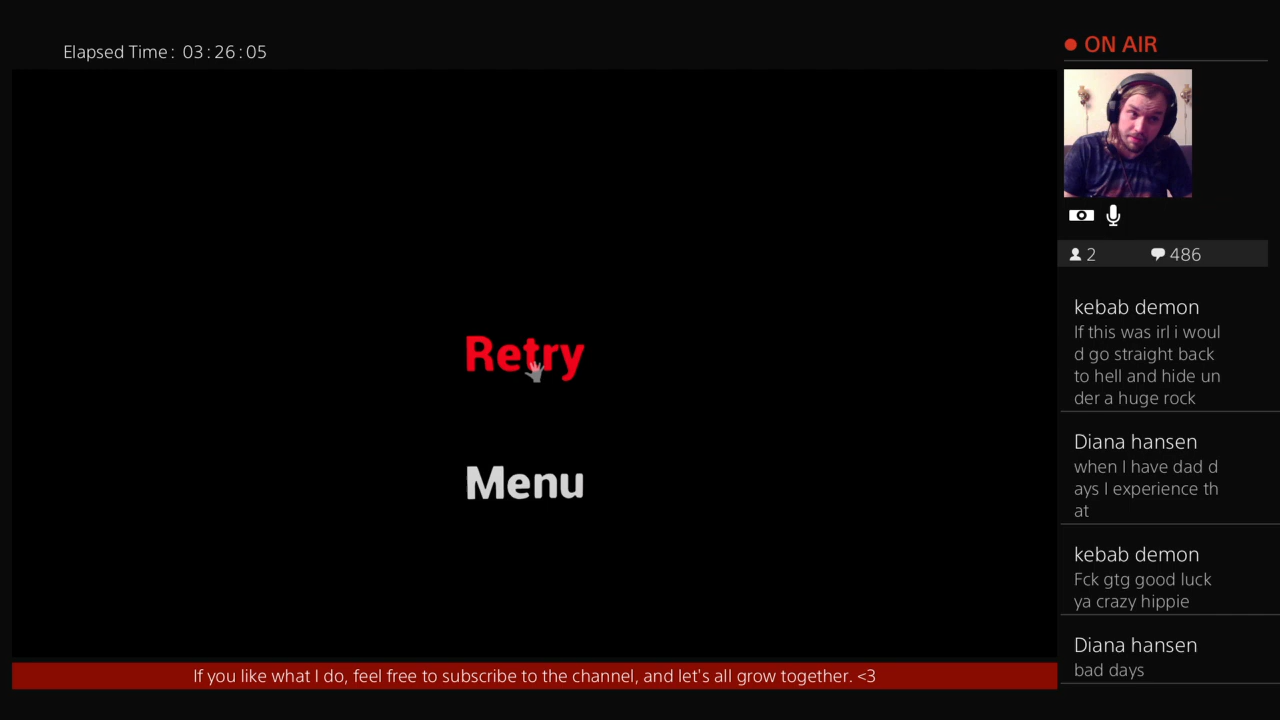 Elapsed Time: 03:26:05
ON AIR
2 486
Retry
Menu
kebab demon
If this was irl i woul
d go straight back
to hell and hide un
der a huge rock
Diana hansen
when I have dad d
ays I experience th
at
kebab demon
Fck gtg good luck
ya crazy hippie
Diana hansen
bad days
If you like what I do, feel free to subscribe to the channel, and let's all grow together. <3